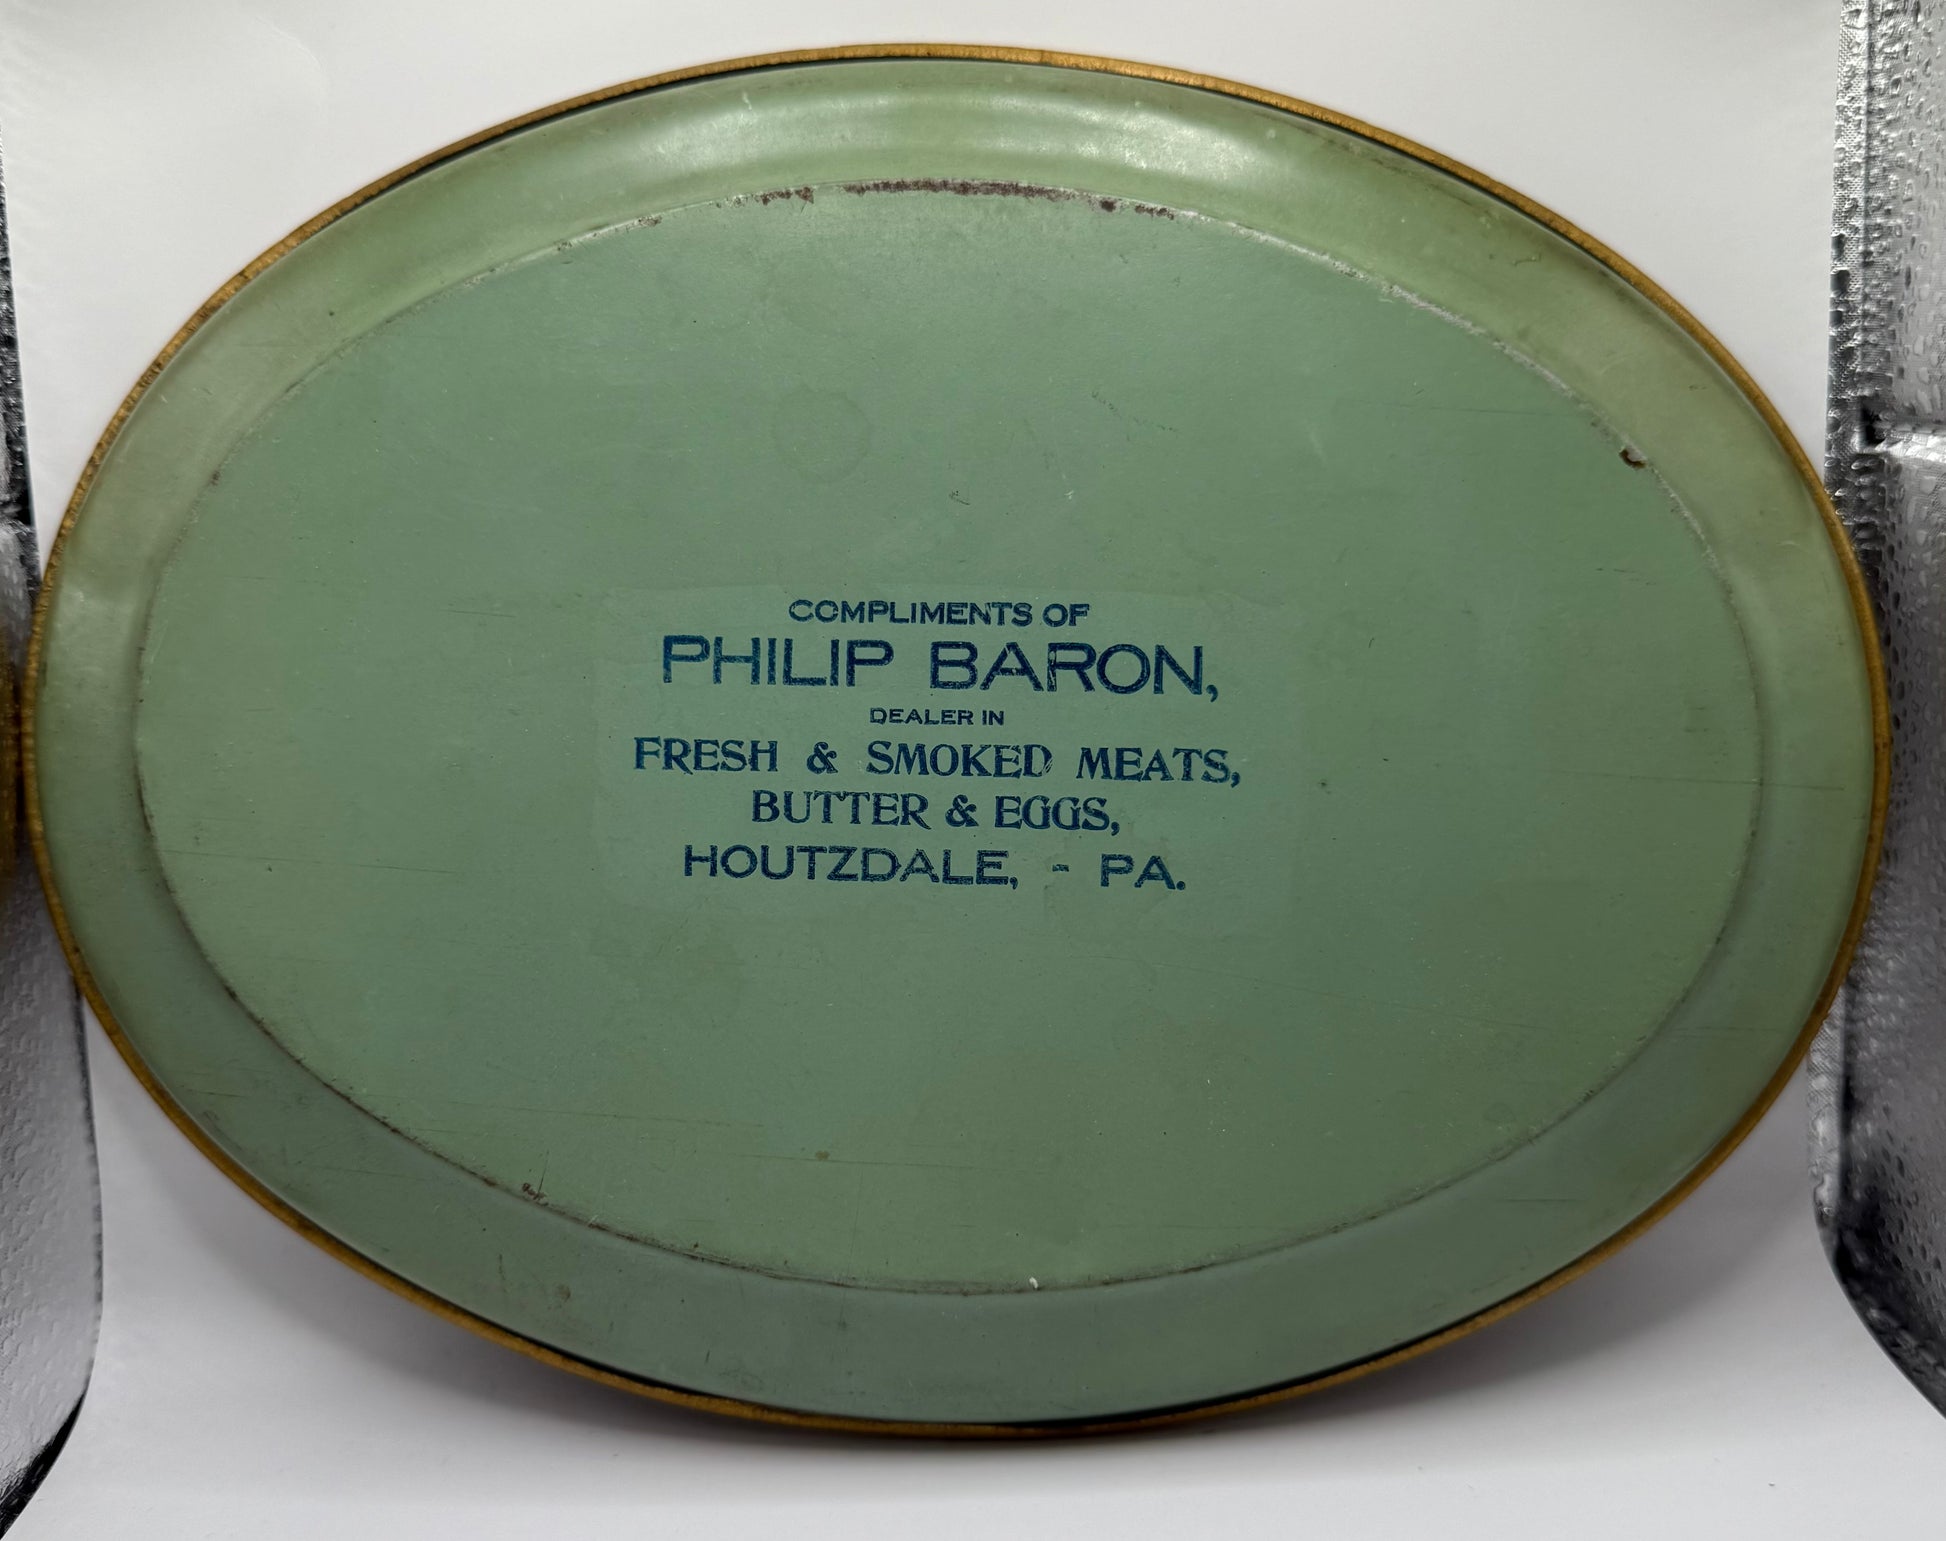 COMPLIMENTS OF
PHILIP BARON,
DEALER IN
FRESH & SMOKED MEATS,
BUTTER & EGGS,
HOUTZDALE, - PA.